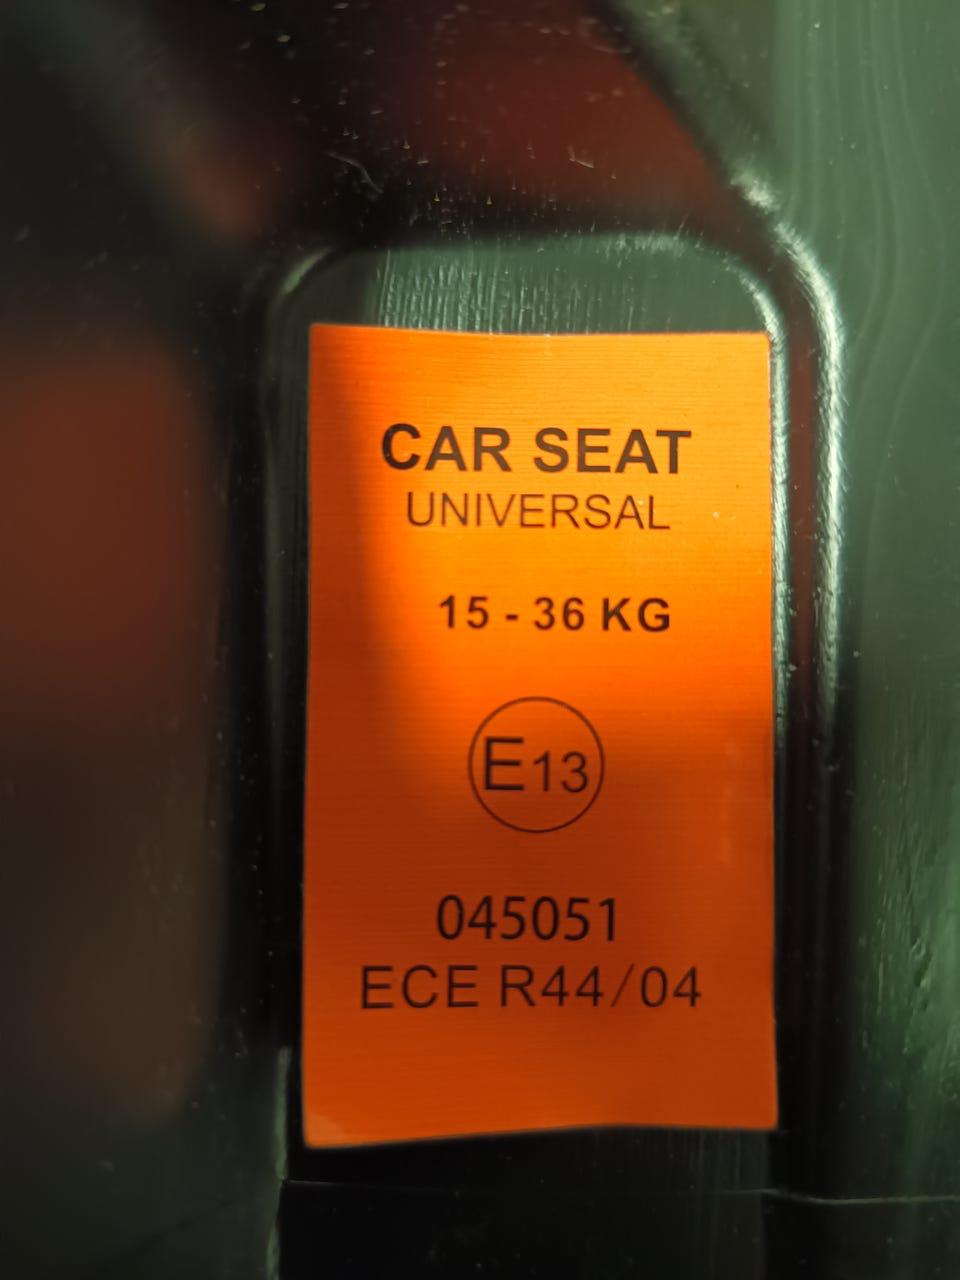 CAR SEAT
UNIVERSAL
15 - 36 KG
E13
045051
ECE R44/04